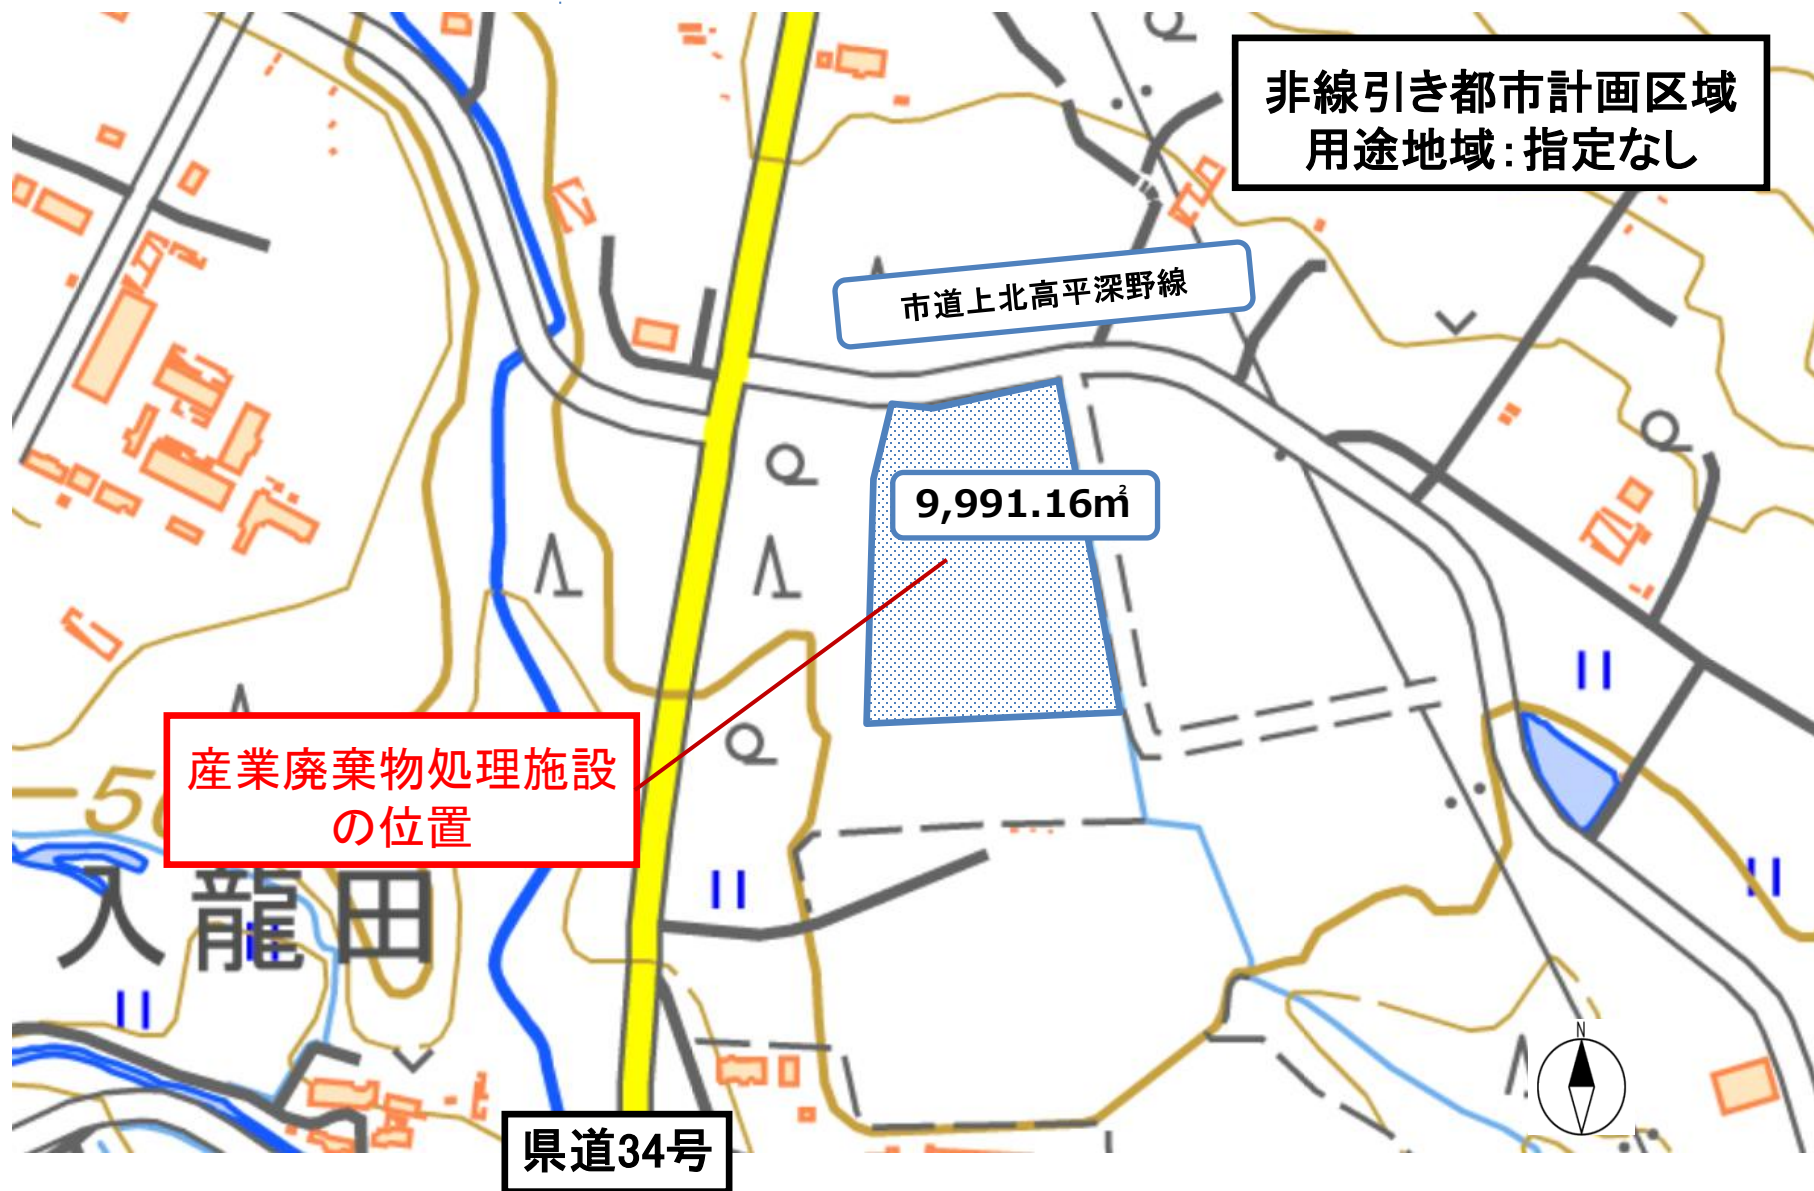 非線引き都市計画区域
用途地域：指定なし
市道上北高平深野線
9,991.16㎡
産業廃棄物処理施設
の位置
入龍田
N
県道34号